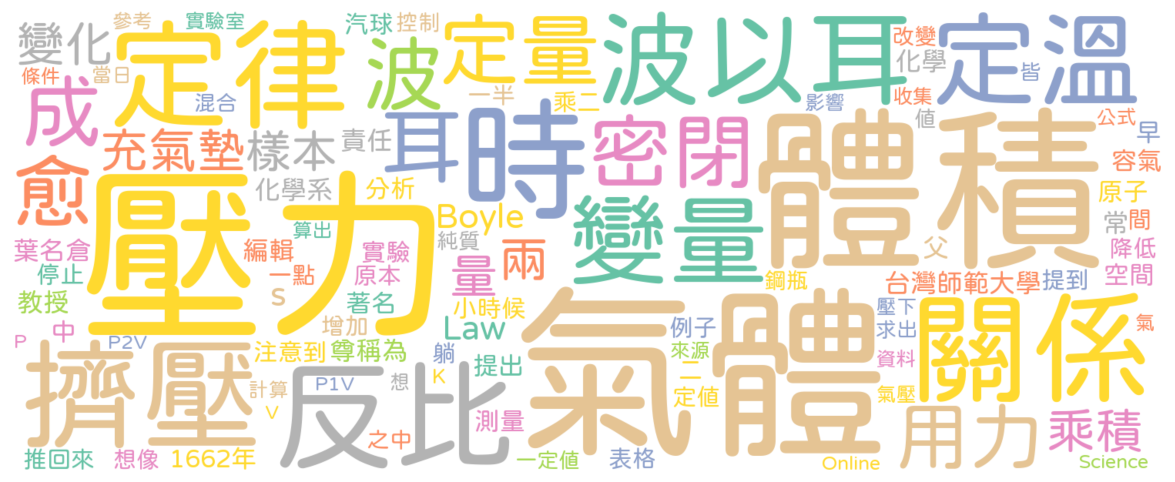 變化 參考 實驗室 汽球 控制 定量 波以耳 改變 定溫
定律 波 化學 皆
條件 當日 混合 一半 乘二 影響 收集
成 耳 時 密閉 體積 值 公式 早
充氣墊 樣本 責任 容氣
愈 化學系 分析 變量 原子
壓力 Boyle 常 間
葉名倉 算出 編輯 實驗 純質 兩 父 降低
停止 一點 原本 量 鋼瓶 台灣師範大學 提到 空間
教授 S 著名 小時候 氣體 壓下 關係
P 中 P2V 增加 Law 例子 求出 氣
擠壓 注意到 尊稱為 躺 提出 來源 資料
計算 P1V 想 K 二 定值 氣壓
V 反比 測量 用力 乘積
之中
推回來 想像 1662年 一定值 表格 Online Science